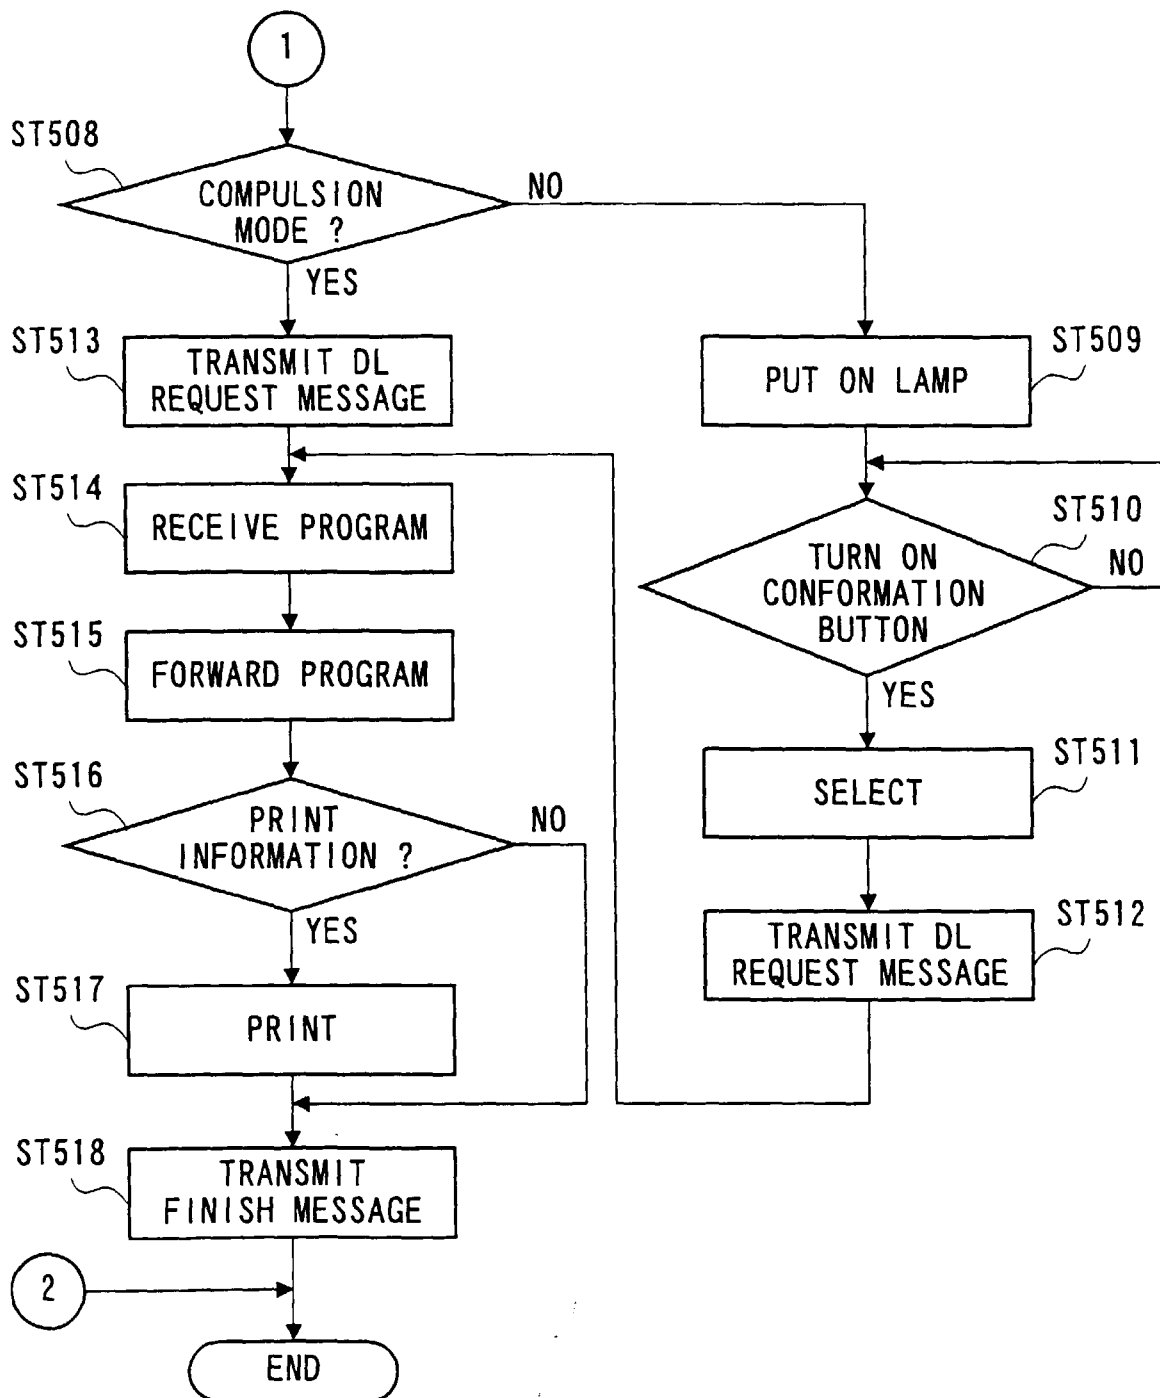 1
ST508
COMPULSION
MODE ?
NO
YES
ST513
TRANSMIT DL
REQUEST MESSAGE
ST509
PUT ON LAMP
ST514
RECEIVE PROGRAM
ST510
TURN ON
CONFORMATION
BUTTON
NO
YES
ST515
FORWARD PROGRAM
ST511
SELECT
ST516
PRINT
INFORMATION ?
NO
YES
ST512
TRANSMIT DL
REQUEST MESSAGE
ST517
PRINT
ST518
TRANSMIT
FINISH MESSAGE
2
END